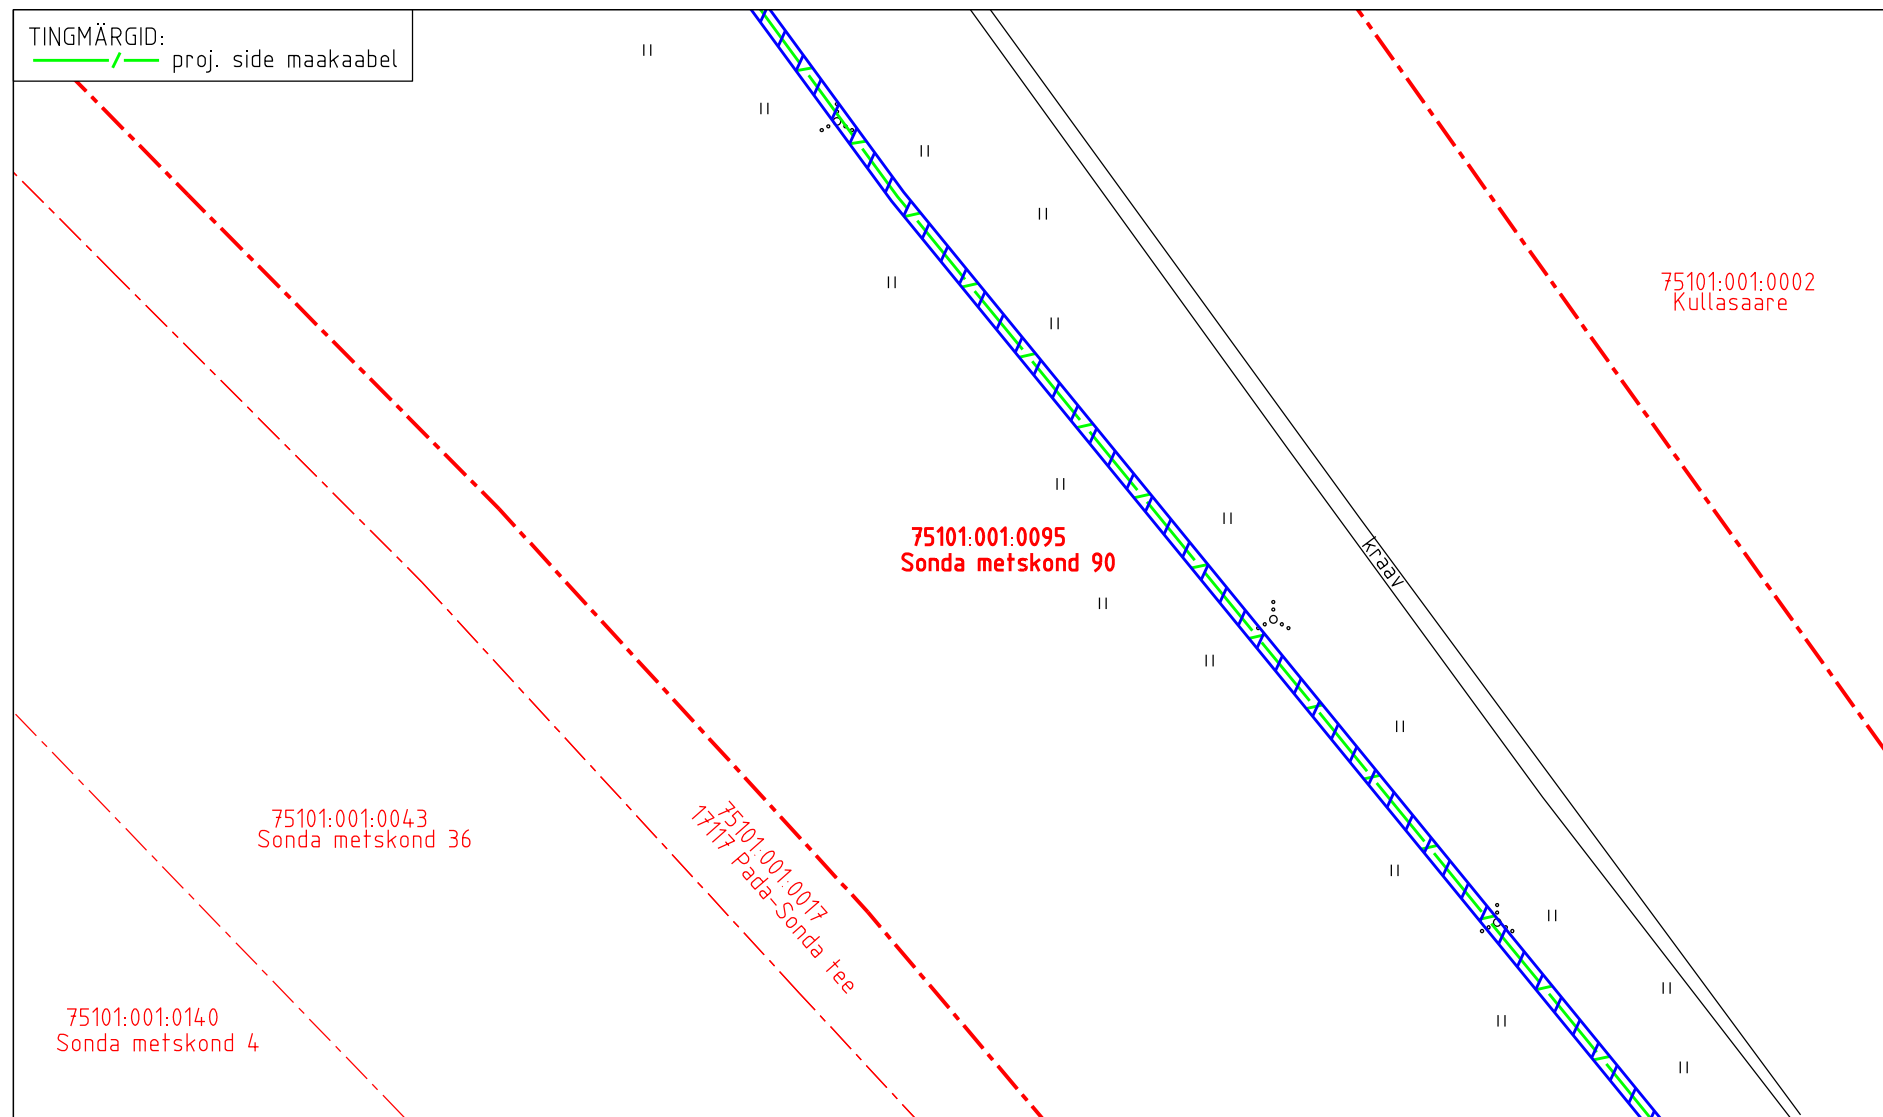 TINGMÄRGID:
proj. side maakaabel
75101:001:0002
Kullasaare
75101:001:0095
Sonda metskond 90
kraav
75101:001:0043
Sonda metskond 36
75101:001:0017
17117 Pada-Sonda tee
75101:001:0140
Sonda metskond 4